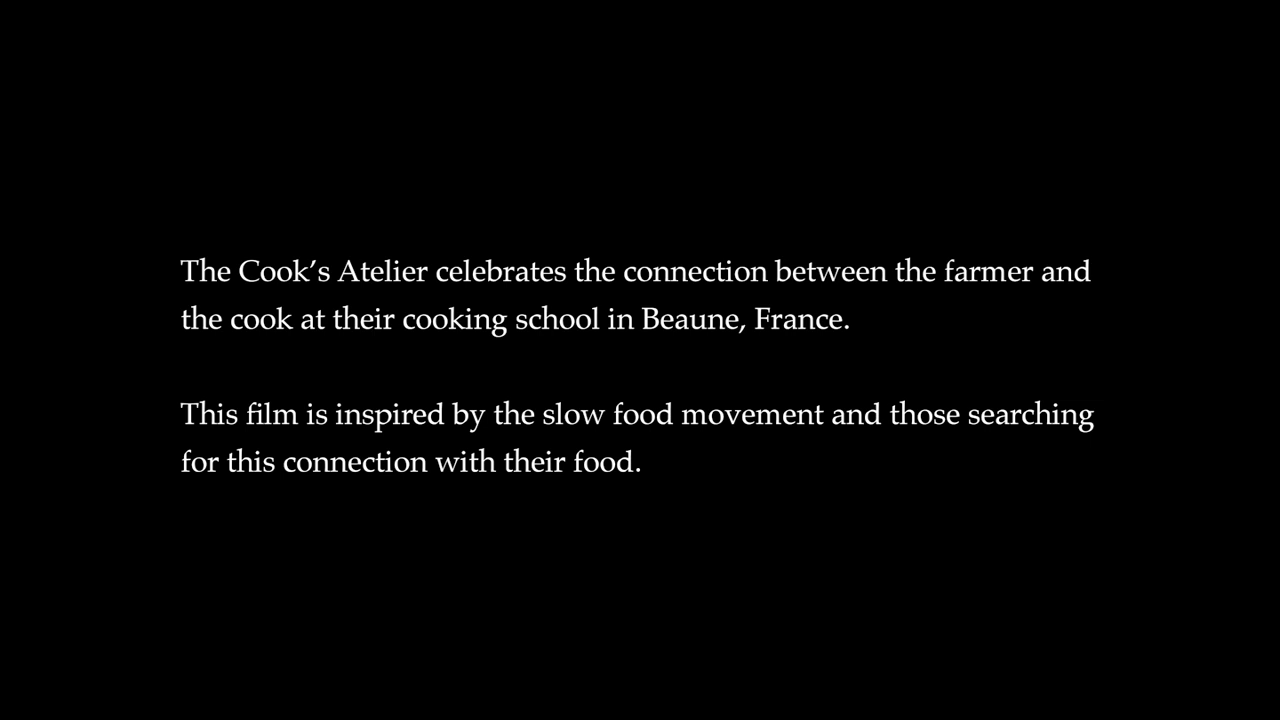 The Cook’s Atelier celebrates the connection between the farmer and
the cook at their cooking school in Beaune, France.
This film is inspired by the slow food movement and those searching
for this connection with their food.